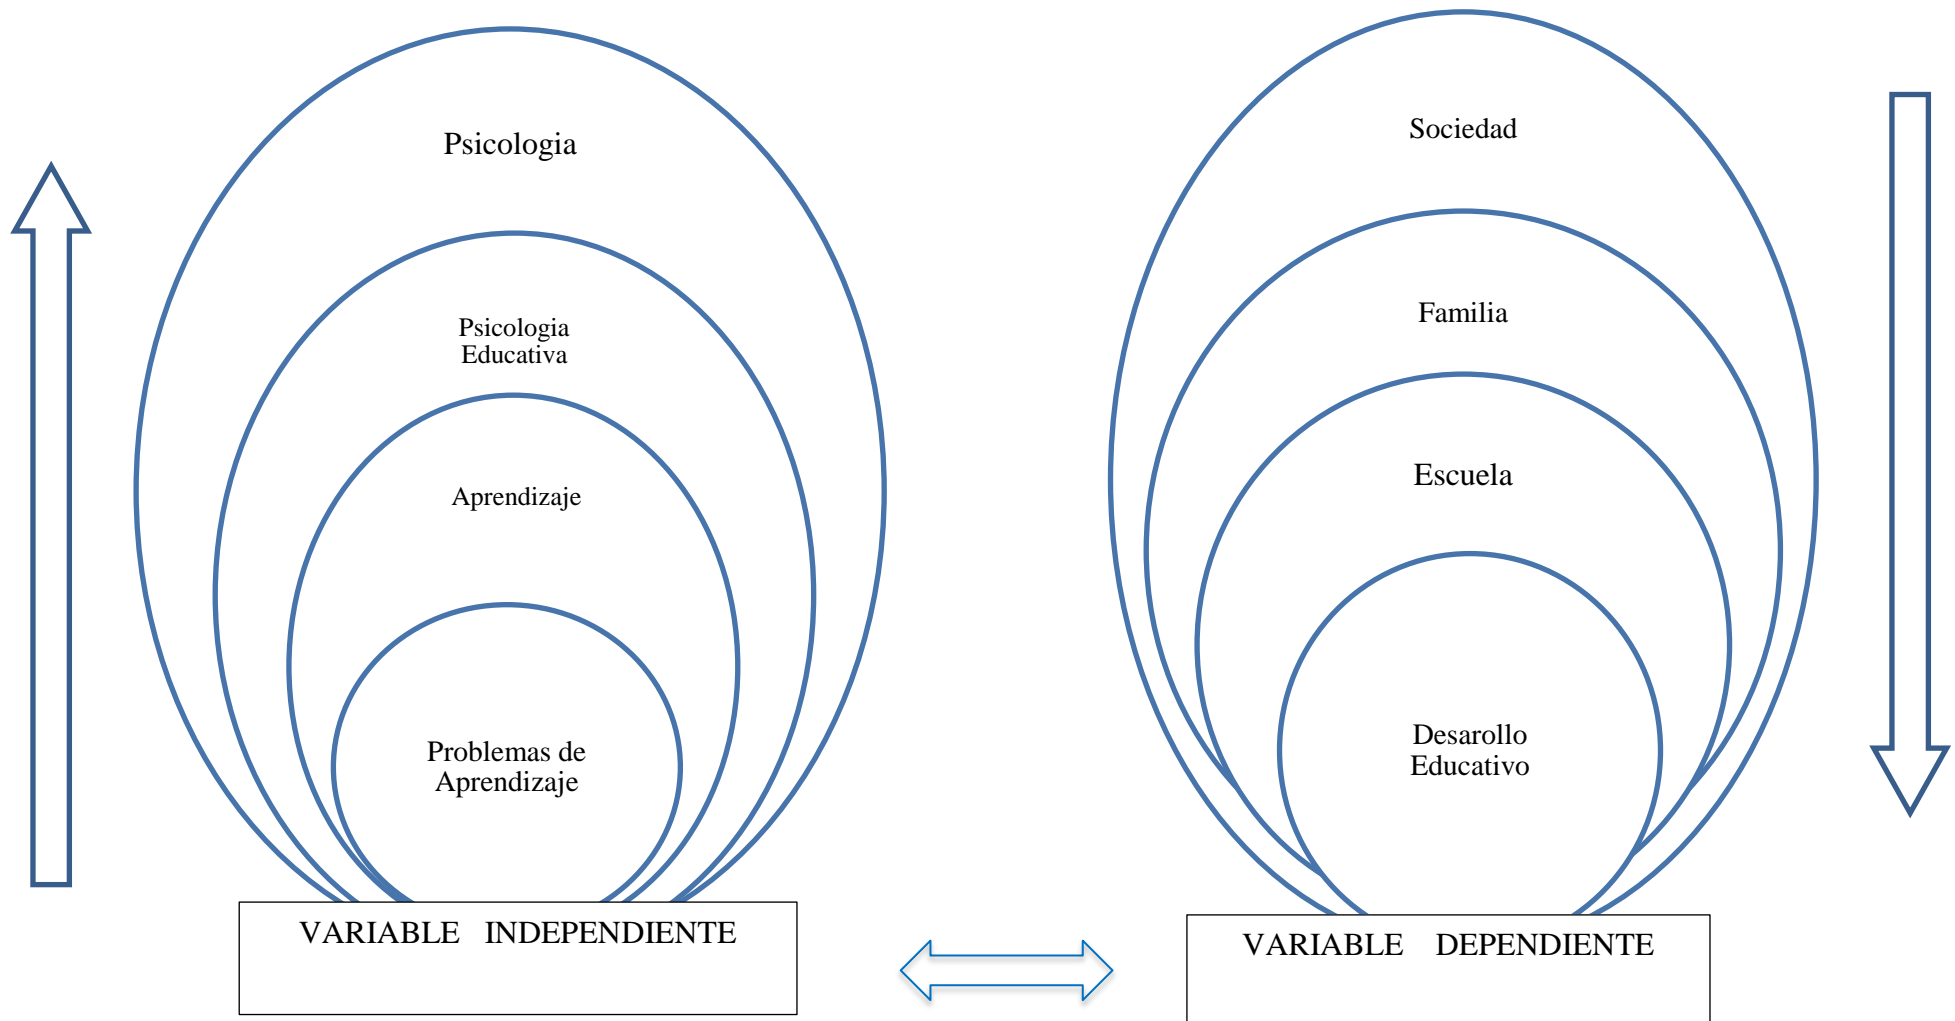 Psicologia
Psicologia
Educativa
Aprendizaje
Problemas de
Aprendizaje
VARIABLE INDEPENDIENTE
Sociedad
Familia
Escuela
Desarollo
Educativo
VARIABLE DEPENDIENTE